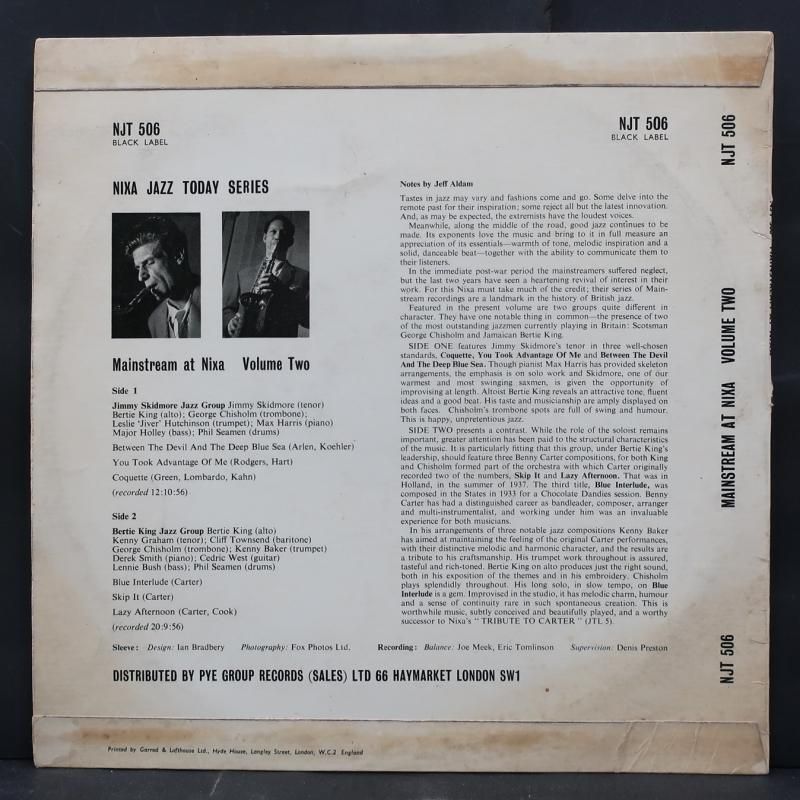 NJT 506
BLACK LABEL
NJT 506
BLACK LABEL
NIXA JAZZ TODAY SERIES
Mainstream at Nixa Volume Two
Side 1
Jimmy Skidmore Jazz Group Jimmy Skidmore (tenor)
Bertie King (alto); George Chisholm (trombone);
Leslie 'Jiver' Hutchinson (trumpet); Max Harris (piano)
Major Holley (bass); Phil Seamen (drums)
Between The Devil And The Deep Blue Sea (Arlen, Koehler)
You Took Advantage Of Me (Rodgers, Hart)
Coquette (Green, Lombardo, Kahn)
(recorded 12:10:56)
Side 2
Bertie King Jazz Group Bertie King (alto)
Kenny Graham (tenor); Cliff Townsend (baritone)
George Chisholm (trombone); Kenny Baker (trumpet)
Derek Smith (piano); Cedric West (guitar)
Lennie Bush (bass); Phil Seamen (drums)
Blue Interlude (Carter)
Skip It (Carter)
Lazy Afternoon (Carter, Cook)
(recorded 20:9:56)
Notes by Jeff Aldam
Tastes in jazz may vary and fashions come and go. Some delve into the
remote past for their inspiration; some reject all but the latest innovation.
And, as may be expected, the extremists have the loudest voices.
Meanwhile, along the middle of the road, good jazz continues to be
made. Its exponents love the music and bring to it in full measure an
appreciation of its essentials—warmth of tone, melodic inspiration and a
solid, danceable beat—together with the ability to communicate them to
their listeners.
In the immediate post-war period the mainstreamers suffered neglect,
but the last two years have seen a heartening revival of interest in their
work. For this Nixa must take much of the credit; their series of Main-
stream recordings are a landmark in the history of British jazz.
Featured in the present volume are two groups quite different in
character. They have one notable thing in common—the presence of two
of the most outstanding jazzmen currently playing in Britain: Scotsman
George Chisholm and Jamaican Bertie King.
SIDE ONE features Jimmy Skidmore's tenor in three well-chosen
standards, Coquette, You Took Advantage Of Me and Between The Devil
And The Deep Blue Sea. Though pianist Max Harris has provided skeleton
arrangements, the emphasis is on solo work and Skidmore, one of our
warmest and most swinging saxmen, is given the opportunity of
improvising at length. Altoist Bertie King reveals an attractive tone, fluent
ideas and a good beat. His taste and musicianship are amply displayed on
both faces. Chisholm's trombone spots are full of swing and humour.
This is happy, unpretentious jazz.
SIDE TWO presents a contrast. While the role of the soloist remains
important, greater attention has been paid to the structural characteristics
of the music. It is particularly fitting that this group, under Bertie King's
leadership, should feature three Benny Carter compositions, for both King
and Chisholm formed part of the orchestra with which Carter originally
recorded two of the numbers, Skip It and Lazy Afternoon. That was in
Holland, in the summer of 1937. The third title, Blue Interlude, was
composed in the States in 1933 for a Chocolate Dandies session. Benny
Carter has had a distinguished career as bandleader, composer, arranger
and multi-instrumentalist, and working under him was an invaluable
experience for both musicians.
In his arrangements of three notable jazz compositions Kenny Baker
has aimed at maintaining the feeling of the original Carter performances,
with their distinctive melodic and harmonic character, and the results are
a tribute to his craftsmanship. His trumpet work throughout is assured,
tasteful and rich-toned. Bertie King on alto produces just the right sound,
both in his exposition of the themes and in his embroidery. Chisholm
plays splendidly throughout. His long solo, in slow tempo, on Blue
Interlude is a gem. Improvised in the studio, it has melodic charm, humour
and a sense of continuity rare in such spontaneous creation. This is
worthwhile music, subtly conceived and beautifully played, and a worthy
successor to Nixa's "TRIBUTE TO CARTER" (JTL 5).
Sleeve: Design: Ian Bradbery Photography: Fox Photos Ltd. Recording: Balance: Joe Meek, Eric Tomlinson Supervision: Denis Preston
DISTRIBUTED BY PYE GROUP RECORDS (SALES) LTD 66 HAYMARKET LONDON SW1
Printed by Garrod & Lofthouse Ltd., Hyde House, Langley Street, London, W.C.2 England
NJT 506
MAINSTREAM AT NIXA VOLUME TWO
NJT 506